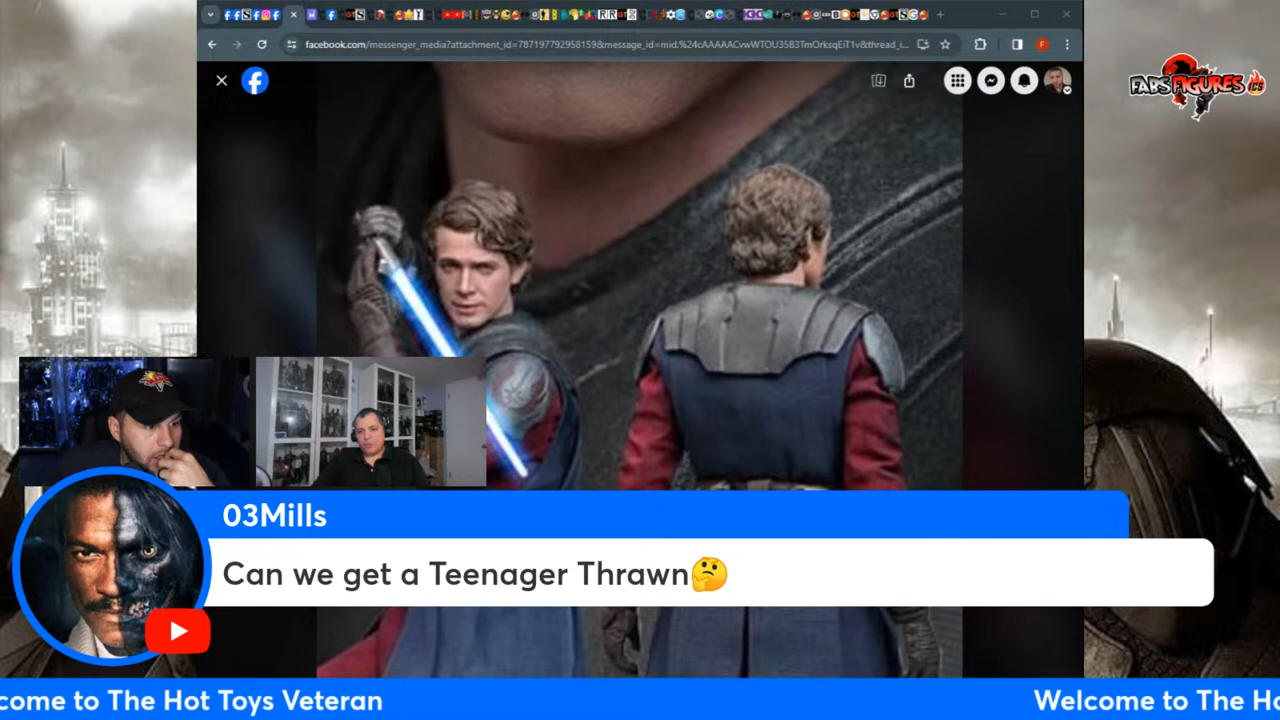 facebook.com/messenger_media?attachment_id=787197792958159&message_id=mid.%24cAAAAACvwWTOU35B3TmOrksqEiT1v&thread_i...
FABS FIGURES
ICS
03Mills
Can we get a Teenager Thrawn🤔
come to The Hot Toys Veteran
Welcome to The Ho